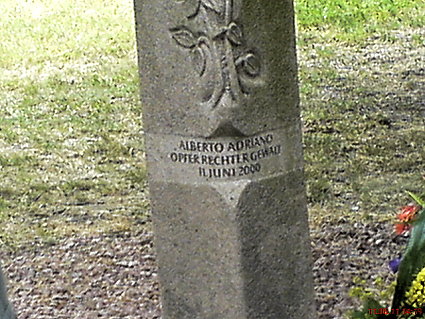 ALBERTO ADRIANO
OPFER RECHTER GEWALT
11. JUNI 2000